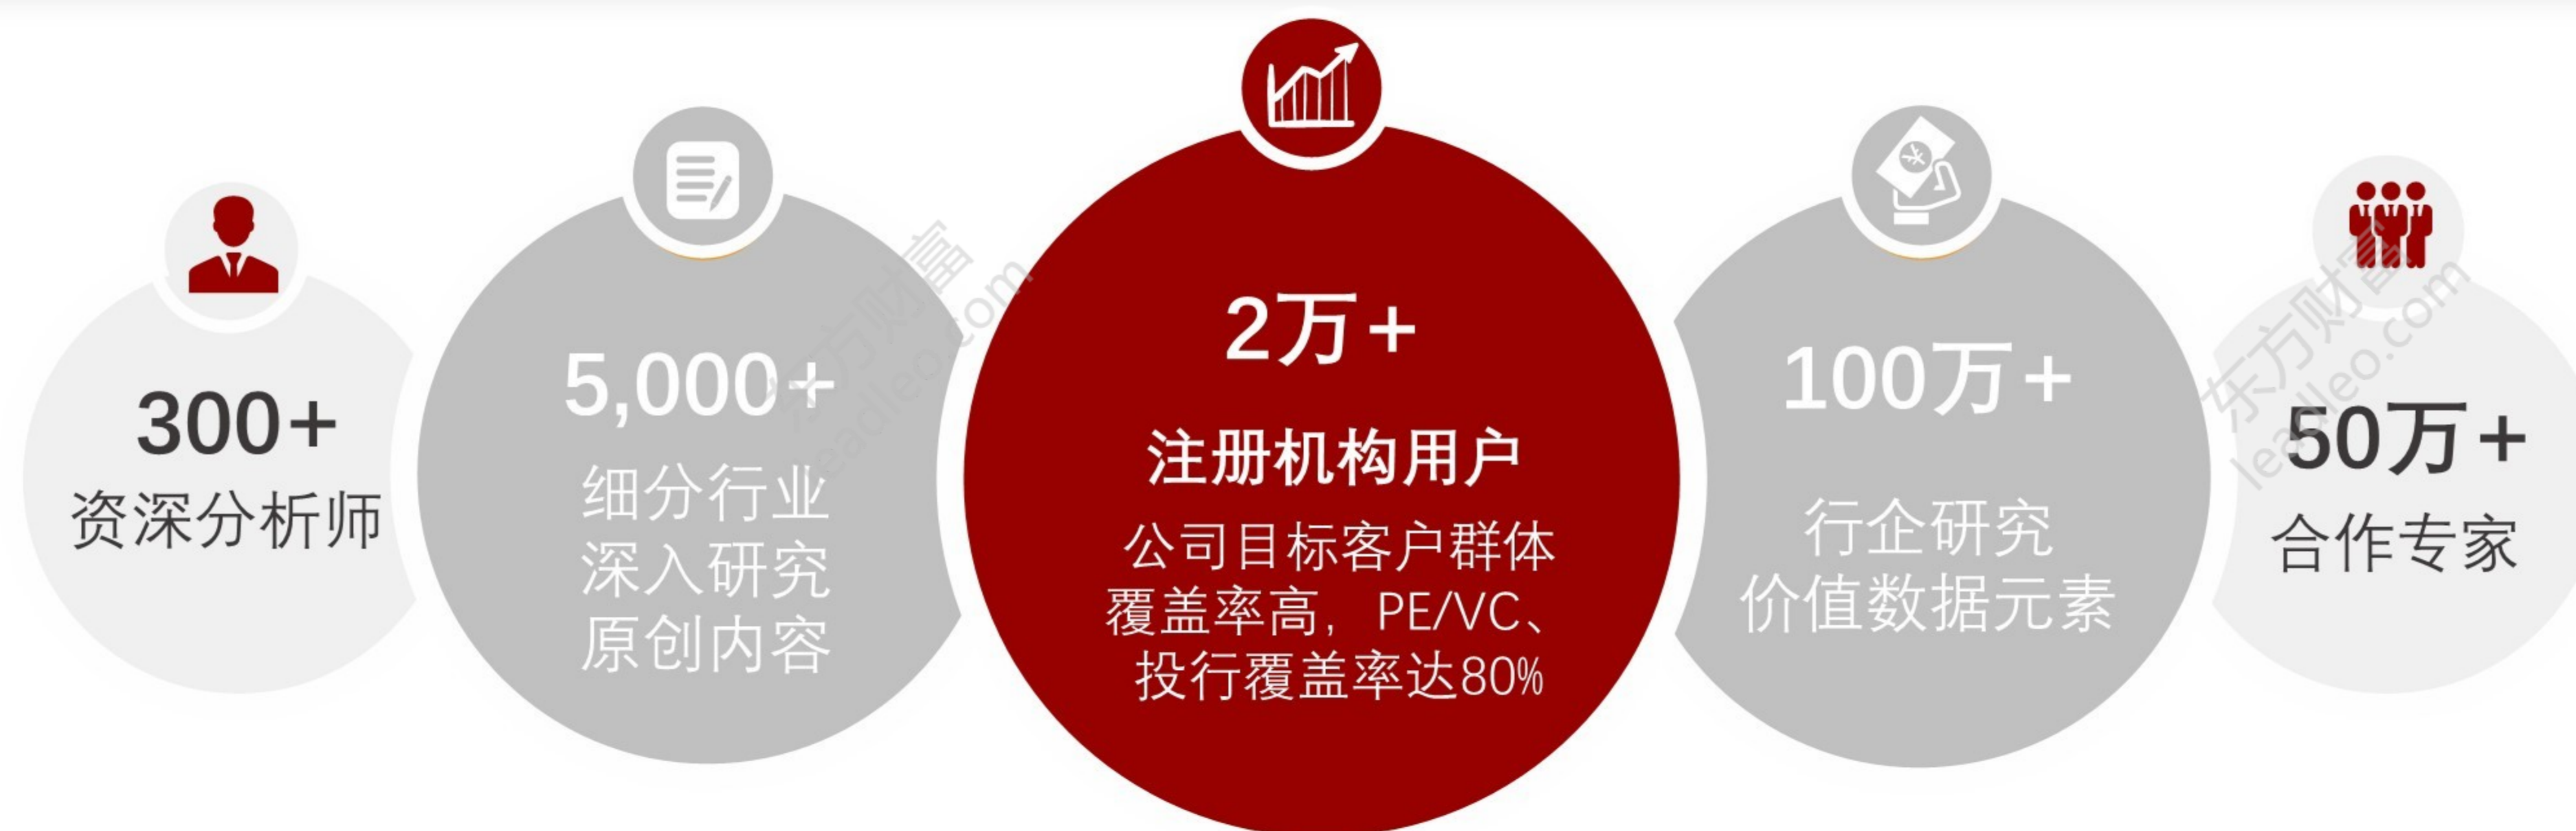 300+
资深分析师
5,000+
细分行业
深入研究
原创内容
2万+
注册机构用户
公司目标客户群体
覆盖率高，PE/VC、
投行覆盖率达80%
100万+
行企研究
价值数据元素
50万+
合作专家
东方财富
leadleo.com
东方财富
leadleo.com